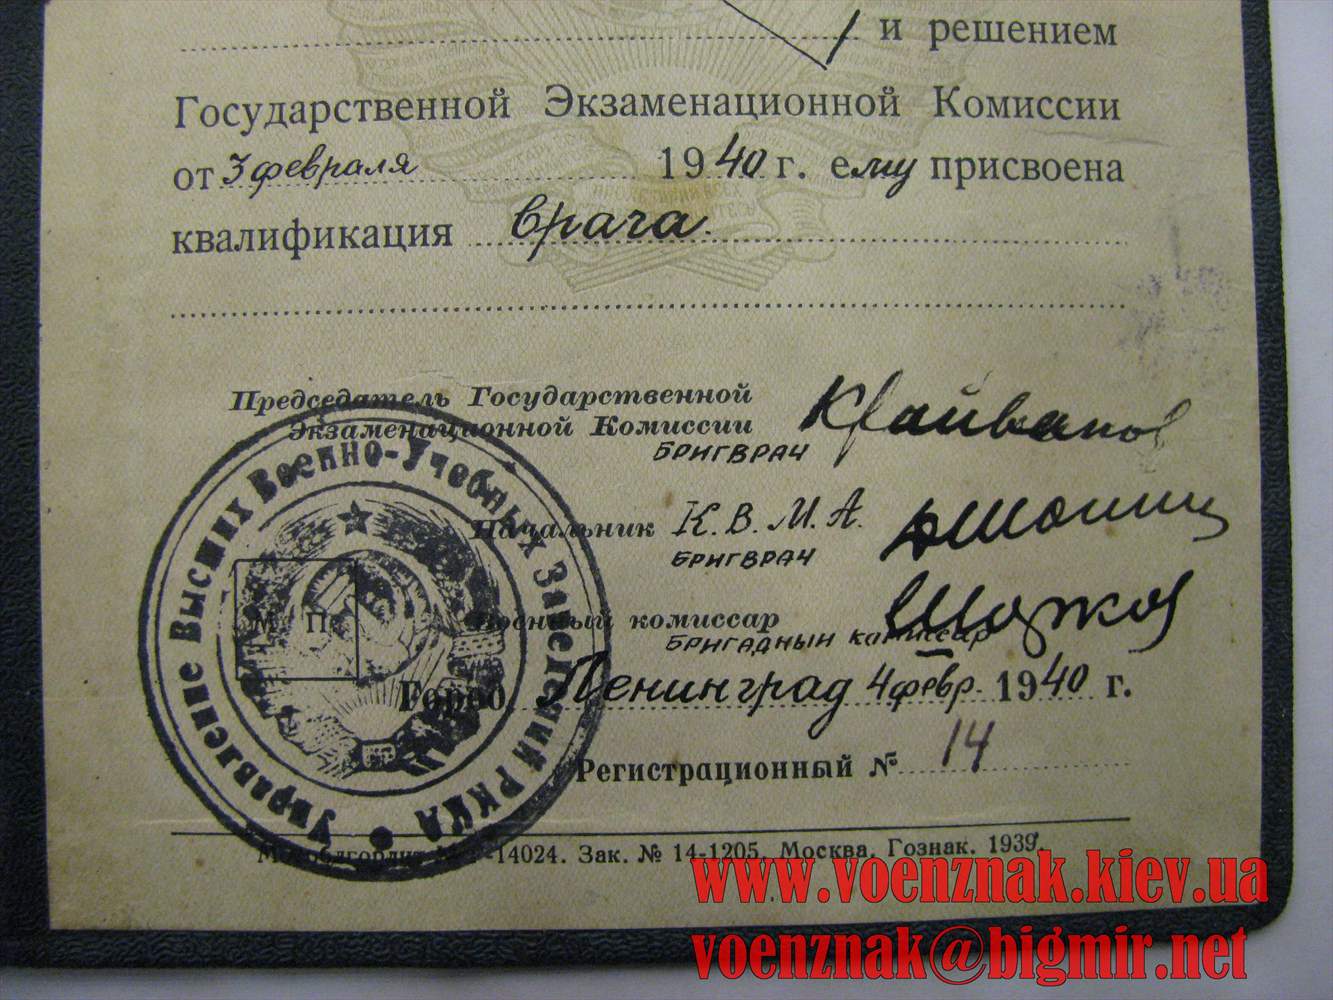 и решением
Государственной Экзаменационной Комиссии
от 3 февраля 1940 г. ему присвоена
квалификация врача.
Председатель Государственной
Экзаменационной Комиссии
БРИГВРАЧ
Начальник К.В.М.А.
БРИГВРАЧ
Военный комиссар
БРИГАДНЫЙ комиссар
Город Ленинград 4 февр. 1940 г.
Регистрационный № 14
М. П.
Управление Высших Военно-Учебных Заведений РККА
14024. Зак. № 14-1205. Москва, Гознак. 1939.
www.voenznak.kiev.ua
voenznak@bigmir.net